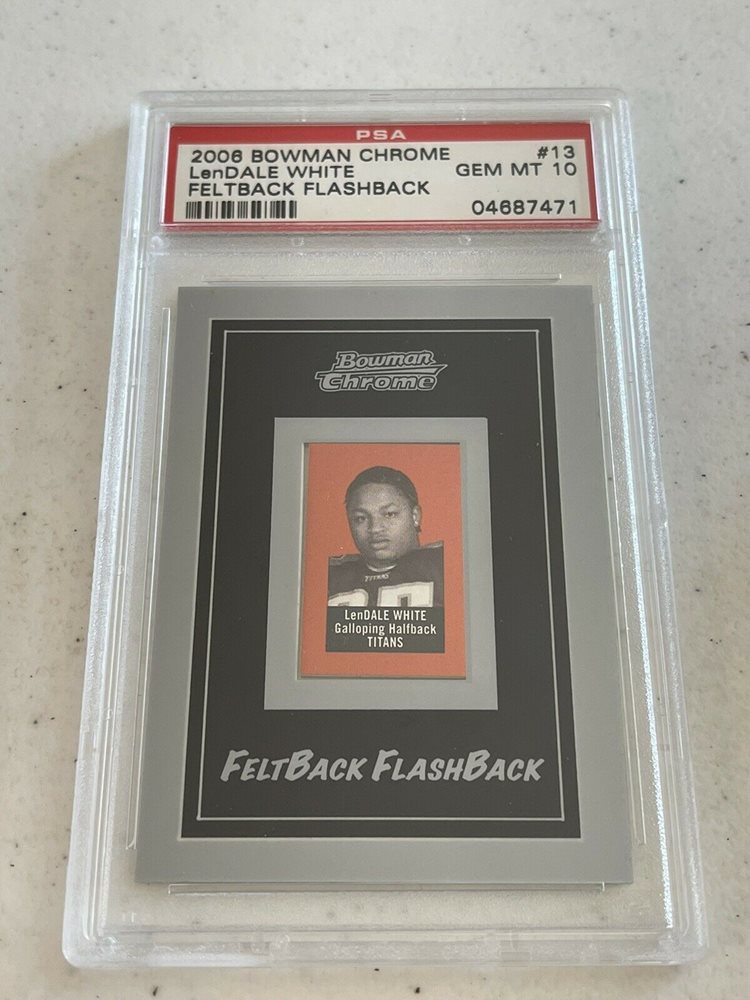 PSA
2006 BOWMAN CHROME #13
LenDALE WHITE GEM MT 10
FELTBACK FLASHBACK
04687471
Bowman
Chrome
TITANS
LenDALE WHITE
Galloping Halfback
TITANS
FELTBACK FLASHBACK